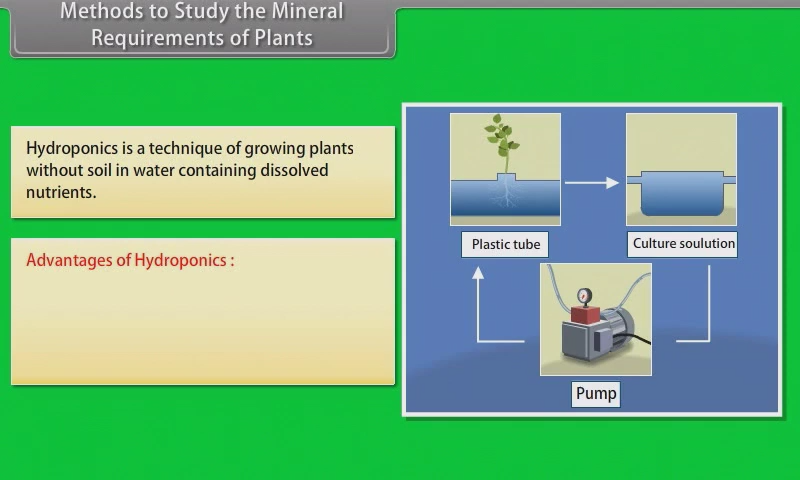 Methods to Study the Mineral
Requirements of Plants
Hydroponics is a technique of growing plants
without soil in water containing dissolved
nutrients.
Advantages of Hydroponics :
Plastic tube
Culture soulution
Pump